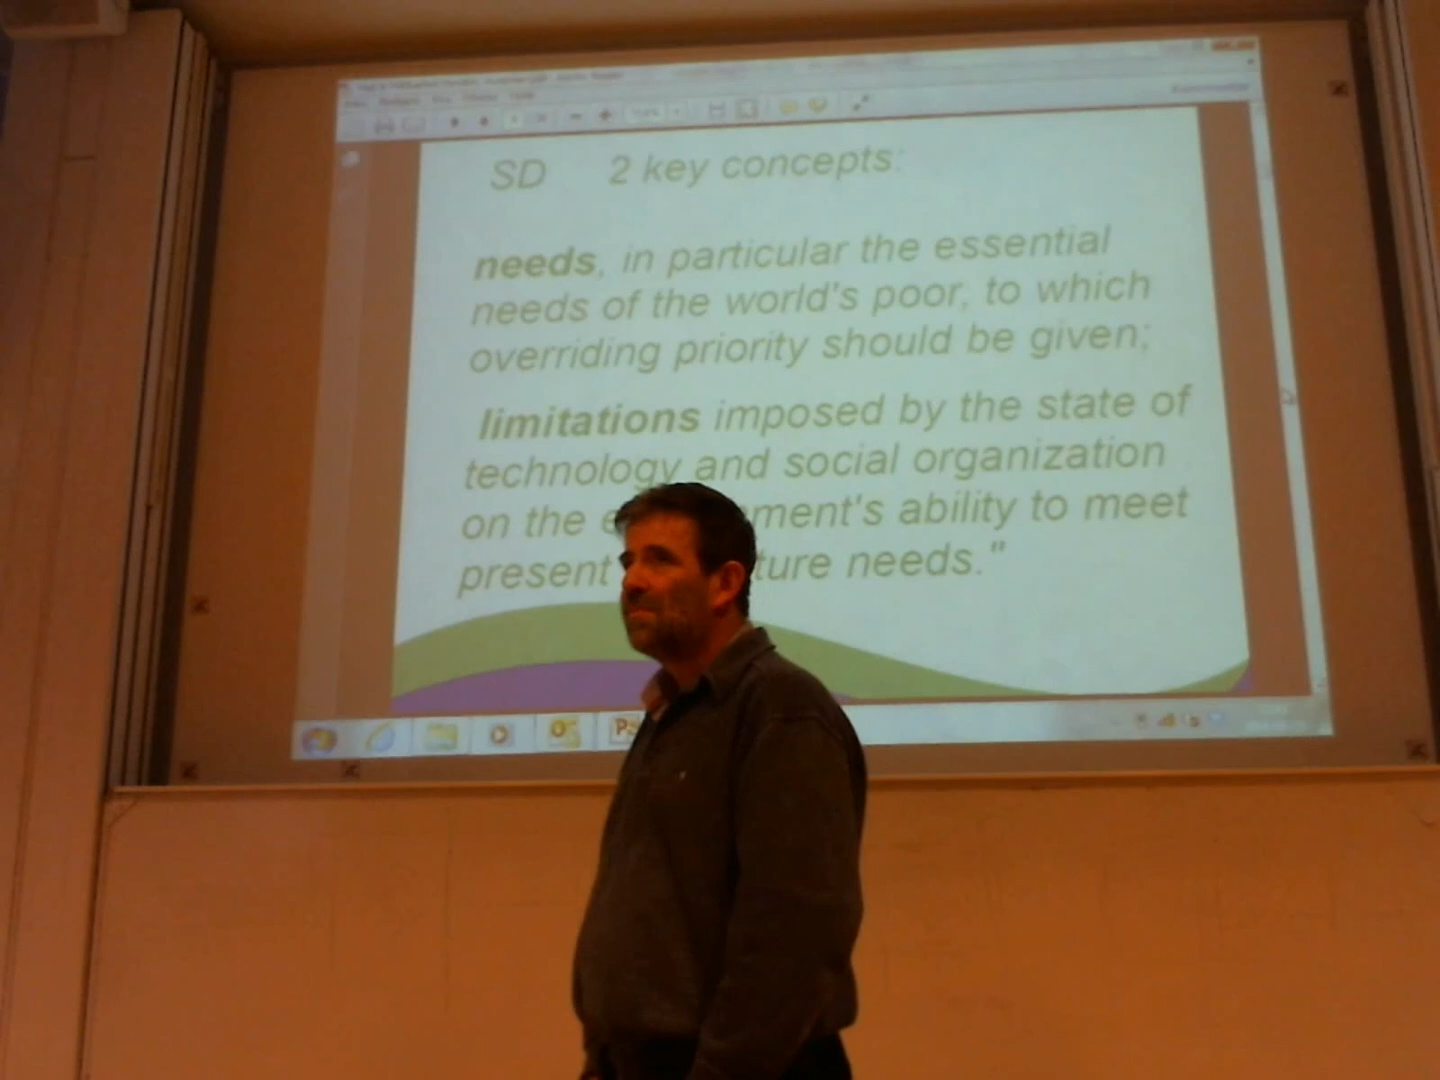 SD 2 key concepts:
needs, in particular the essential
needs of the world's poor, to which
overriding priority should be given;
limitations imposed by the state of
technology and social organization
on the e ment's ability to meet
present ture needs."